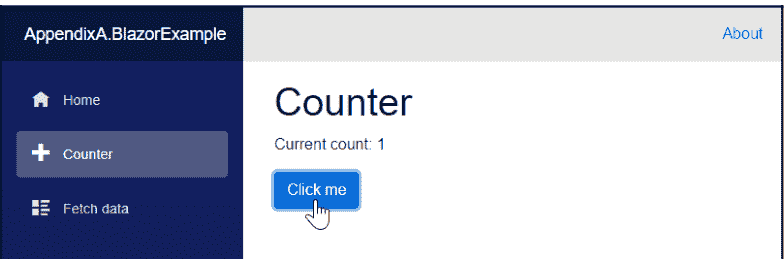 AppendixA.BlazorExample
About
Home
Counter
Fetch data
Counter
Current count: 1
Click me